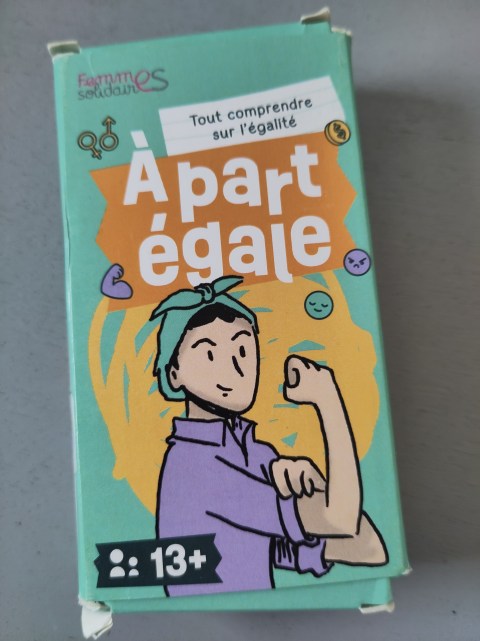 Femmes
solidaires
Tout comprendre
sur l'égalité
À part
égale
13+